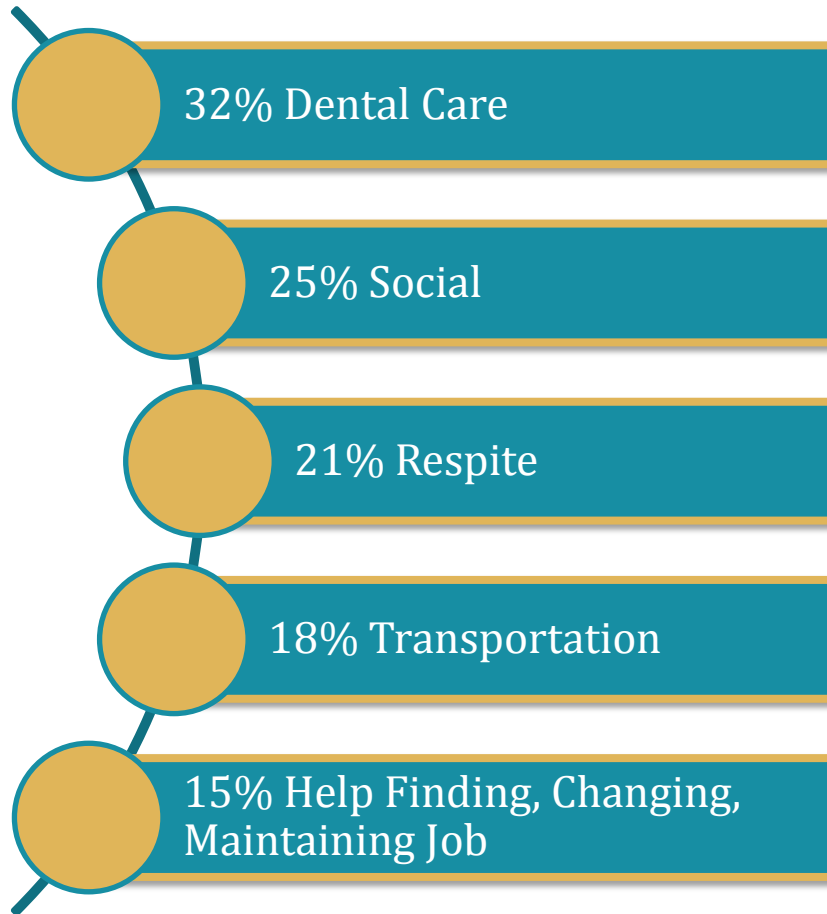 32% Dental Care
25% Social
21% Respite
18% Transportation
15% Help Finding, Changing,
Maintaining Job